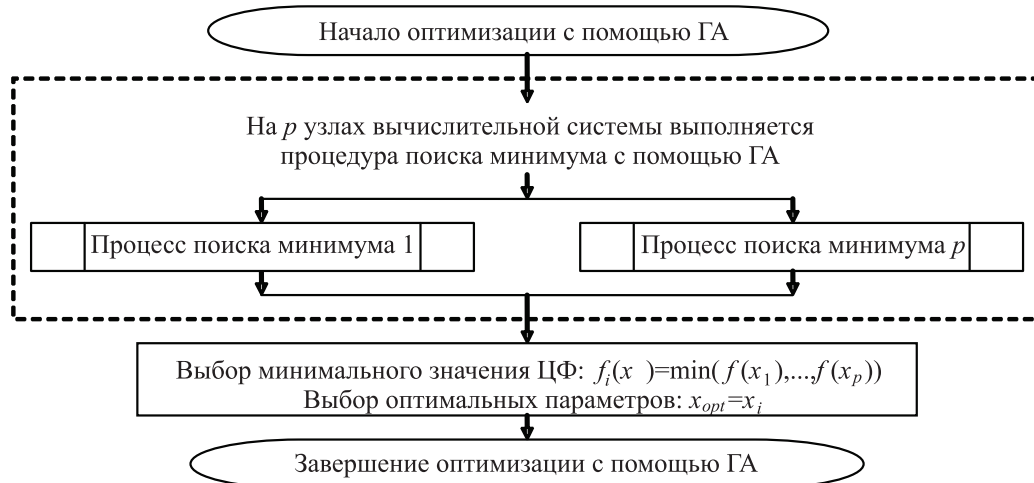 Начало оптимизации с помощью ГА
На p узлах вычислительной системы выполняется
процедура поиска минимума с помощью ГА
Процесс поиска минимума 1
Процесс поиска минимума p
Выбор минимального значения ЦФ: f_i(x )=min( f(x_1),...,f(x_p))
Выбор оптимальных параметров: x_opt=x_i
Завершение оптимизации с помощью ГА